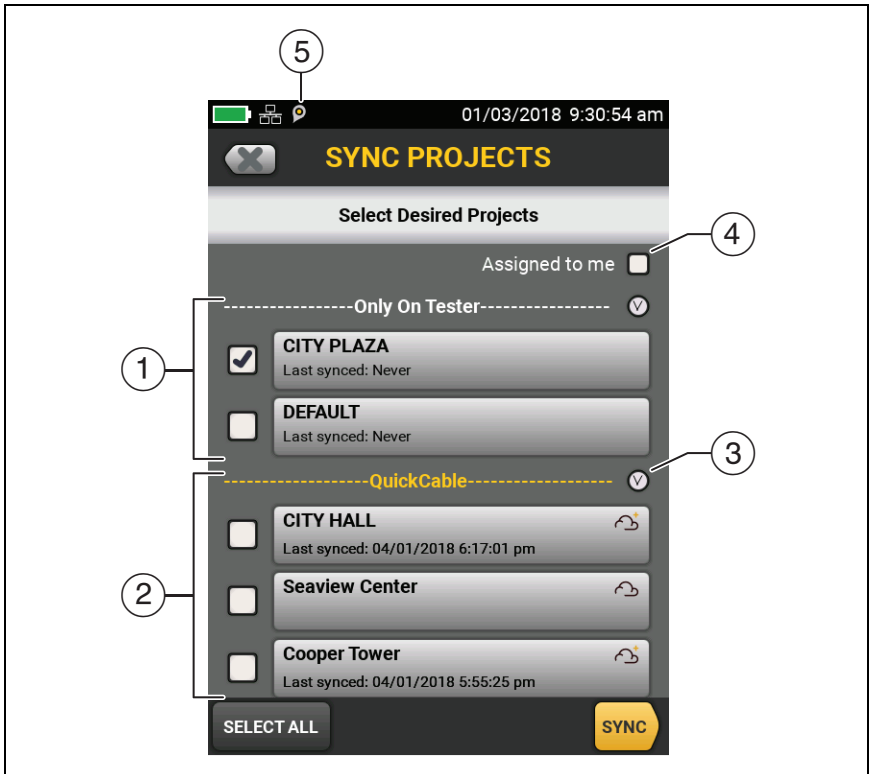 5
01/03/2018 9:30:54 am
SYNC PROJECTS
Select Desired Projects
4
Assigned to me
------------------Only On Tester------------------
1
CITY PLAZA
Last synced: Never
DEFAULT
Last synced: Never
3
--------------------QuickCable--------------------
2
CITY HALL
Last synced: 04/01/2018 6:17:01 pm
Seaview Center
Cooper Tower
Last synced: 04/01/2018 5:55:25 pm
SELECT ALL
SYNC